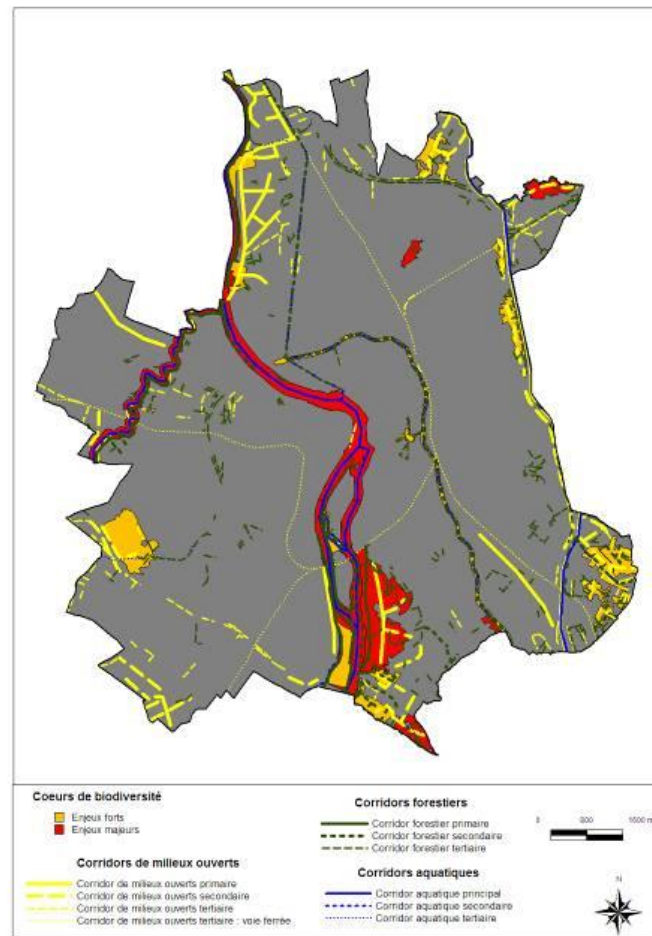 Coeurs de biodiversité
Enjeux forts
Enjeux majeurs
Corridors de milieux ouverts
Corridor de milieux ouverts primaire
Corridor de milieux ouverts secondaire
Corridor de milieux ouverts tertiaire
Corridor de milieux ouverts tertiaire : voie ferrée
Corridors forestiers
Corridor forestier primaire
Corridor forestier secondaire
Corridor forestier tertiaire
Corridors aquatiques
Corridor aquatique principal
Corridor aquatique secondaire
Corridor aquatique tertiaire
0
N